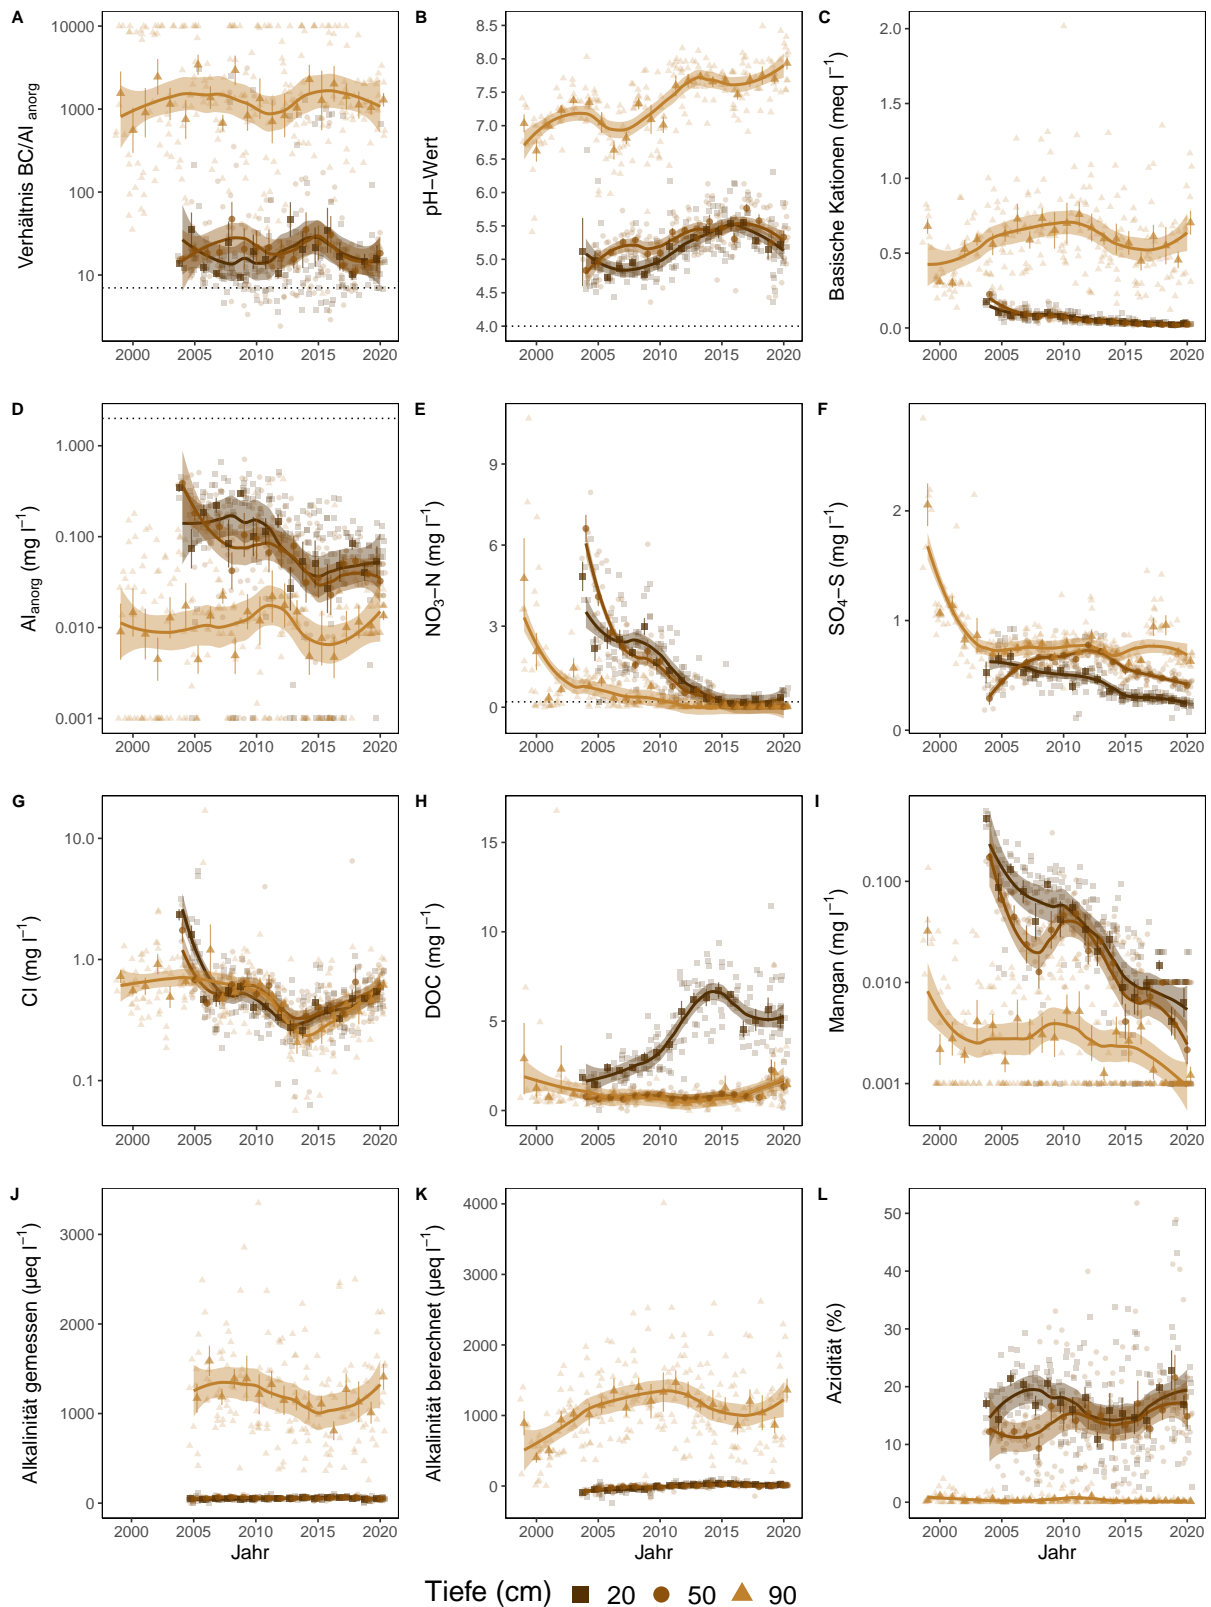 A
Verhältnis BC/Al anorg
10000
1000
100
10
2000 2005 2010 2015 2020
B
pH−Wert
8.5
8.0
7.5
7.0
6.5
6.0
5.5
5.0
4.5
4.0
2000 2005 2010 2015 2020
C
Basische Kationen (meq l−1)
2.0
1.5
1.0
0.5
0.0
2000 2005 2010 2015 2020
D
Alanorg (mg l−1)
1.000
0.100
0.010
0.001
2000 2005 2010 2015 2020
E
NO3−N (mg l−1)
9
6
3
0
2000 2005 2010 2015 2020
F
SO4−S (mg l−1)
2
1
0
2000 2005 2010 2015 2020
G
Cl (mg l−1)
10.0
1.0
0.1
2000 2005 2010 2015 2020
H
DOC (mg l−1)
15
10
5
0
2000 2005 2010 2015 2020
I
Mangan (mg l−1)
0.100
0.010
0.001
2000 2005 2010 2015 2020
J
Alkalinität gemessen (µeq l−1)
3000
2000
1000
0
2000 2005 2010 2015 2020
Jahr
K
Alkalinität berechnet (µeq l−1)
4000
3000
2000
1000
0
2000 2005 2010 2015 2020
L
Azidität (%)
50
40
30
20
10
0
2000 2005 2010 2015 2020
Jahr
Tiefe (cm) 20 50 90